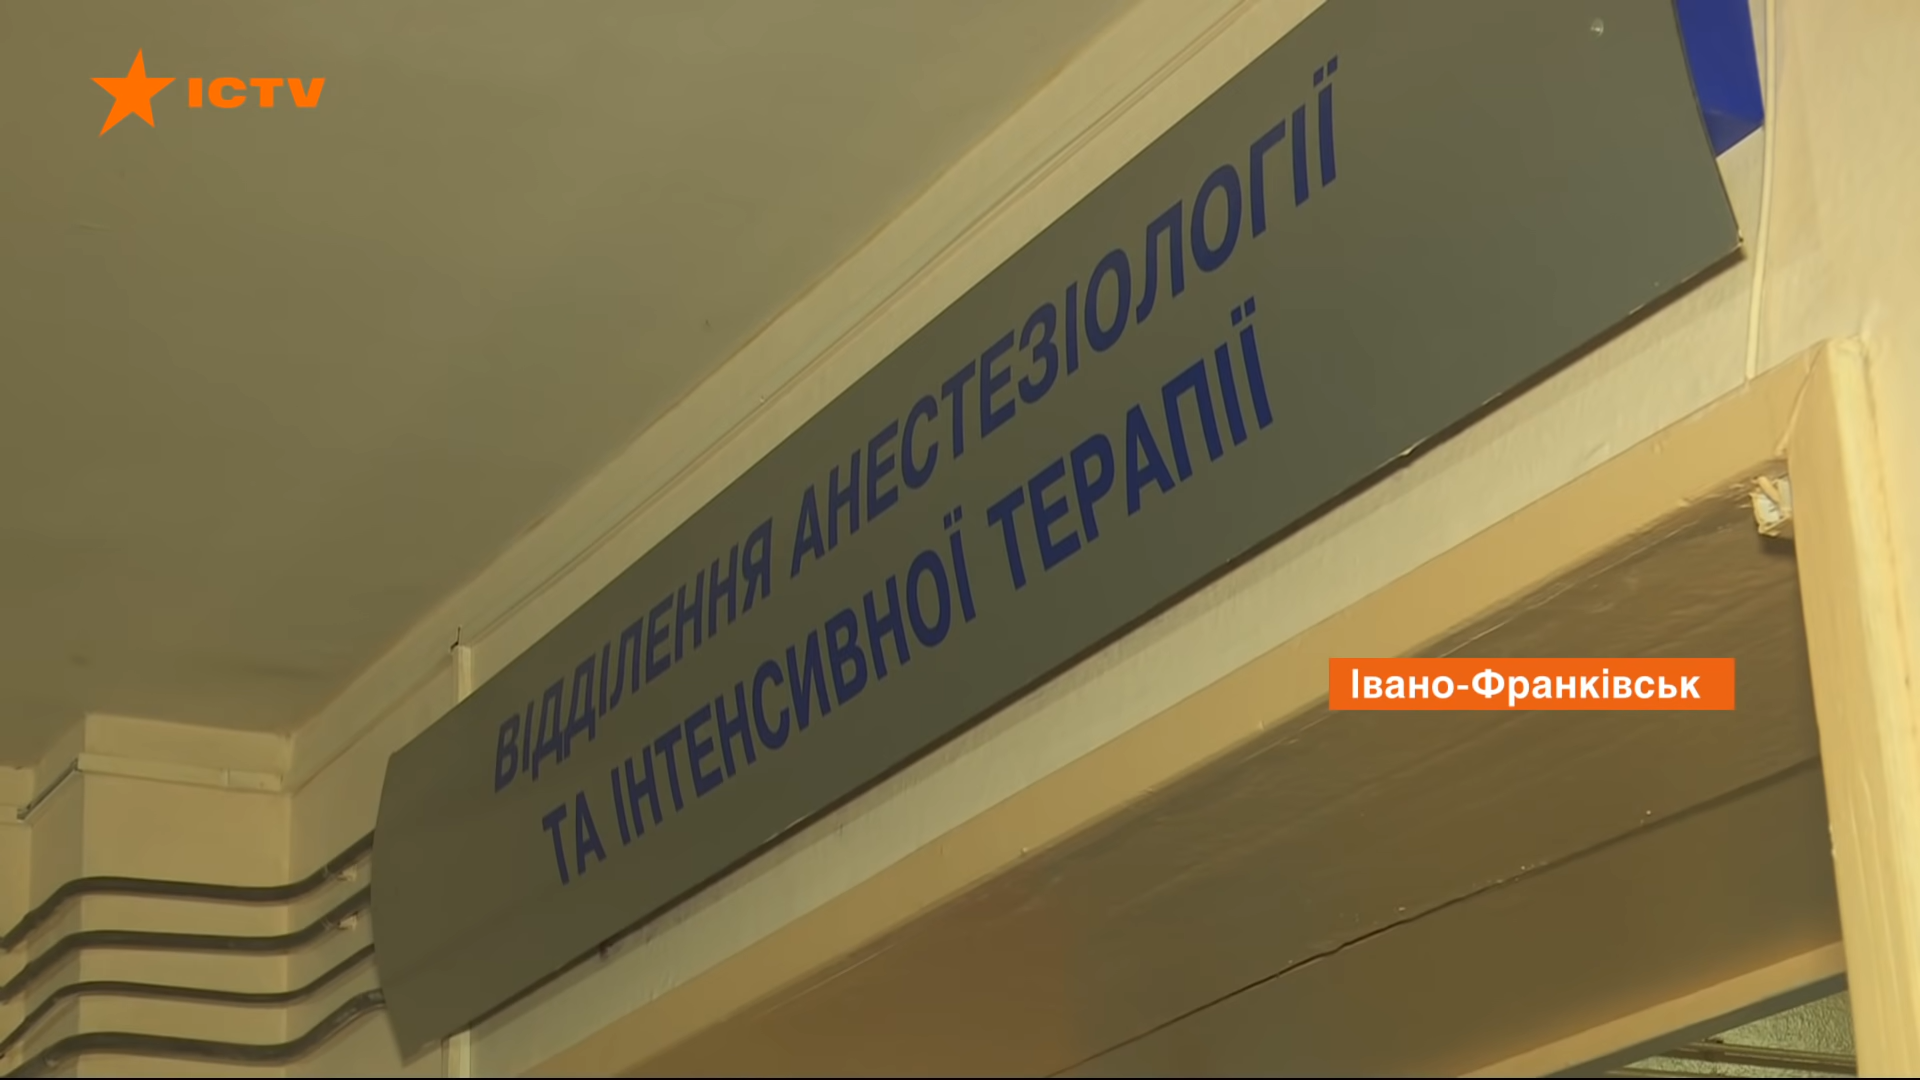 ICTV
ВІДДІЛЕННЯ АНЕСТЕЗІОЛОГІЇ
ТА ІНТЕНСИВНОЇ ТЕРАПІЇ
Івано-Франківськ